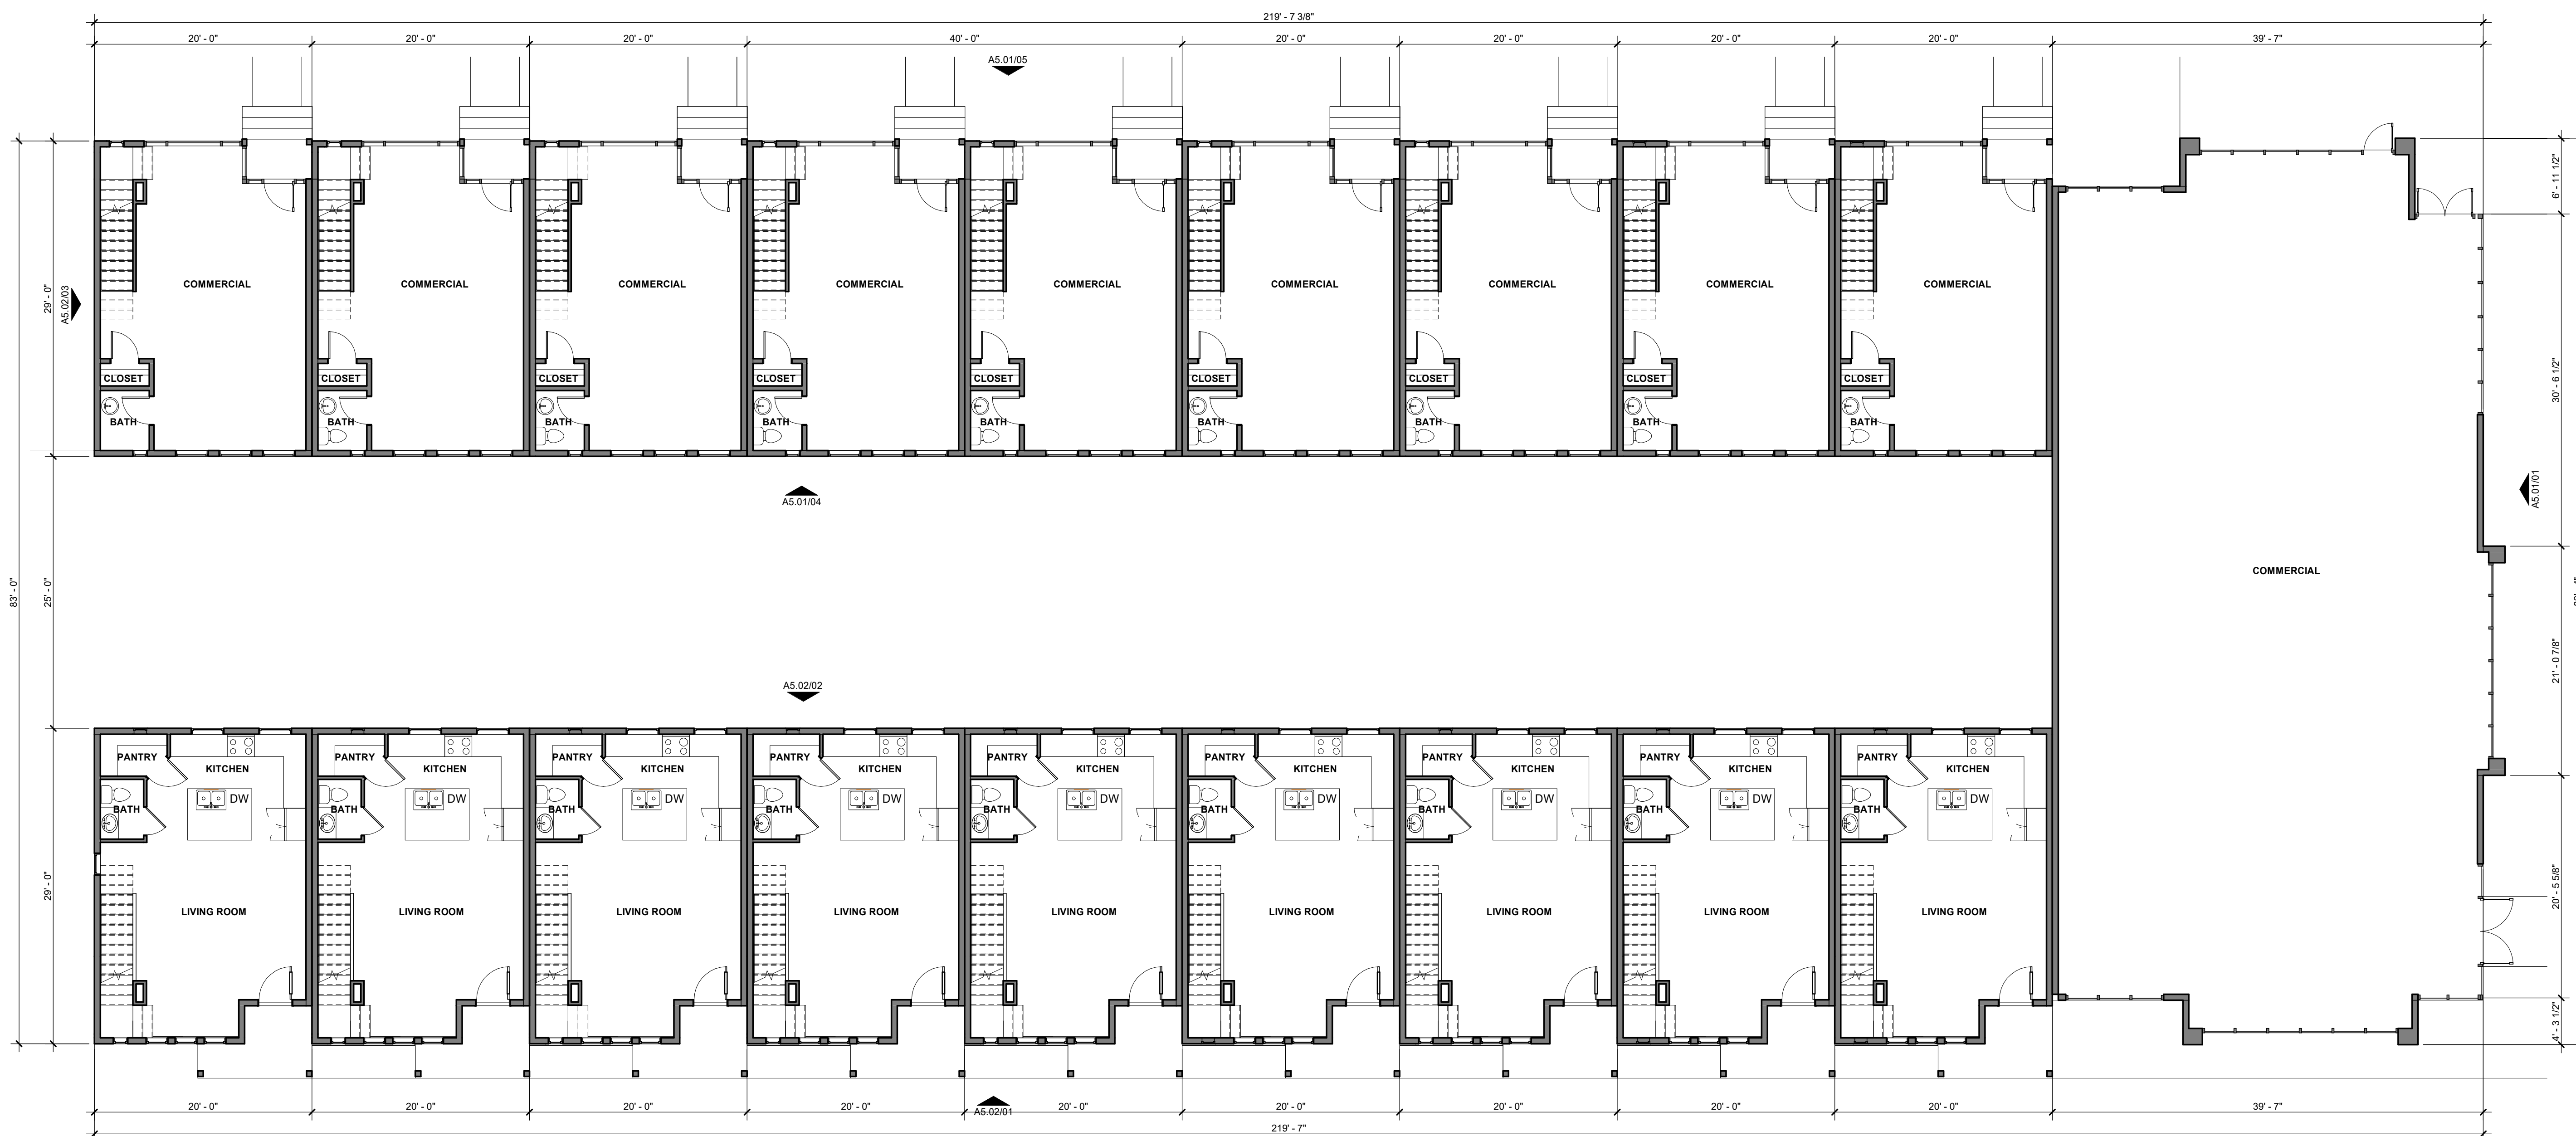 219' - 7 3/8"
20' - 0" 20' - 0" 20' - 0" 40' - 0" 20' - 0" 20' - 0" 20' - 0" 20' - 0" 39' - 7"
A5.01/05
6' - 11 1/2"
COMMERCIAL COMMERCIAL COMMERCIAL COMMERCIAL COMMERCIAL COMMERCIAL COMMERCIAL COMMERCIAL COMMERCIAL
29' - 0"
A5.02/03
CLOSET CLOSET CLOSET CLOSET CLOSET CLOSET CLOSET CLOSET CLOSET
30' - 6 1/2"
BATH BATH BATH BATH BATH BATH BATH BATH BATH
A5.01/04
A5.01/01
COMMERCIAL
83' - 0"
25' - 0"
21' - 0 7/8"
A5.02/02
PANTRY PANTRY PANTRY PANTRY PANTRY PANTRY PANTRY PANTRY PANTRY
KITCHEN KITCHEN KITCHEN KITCHEN KITCHEN KITCHEN KITCHEN KITCHEN KITCHEN
DW DW DW DW DW DW DW DW DW
BATH BATH BATH BATH BATH BATH BATH BATH BATH
29' - 0"
20' - 5 5/8"
LIVING ROOM LIVING ROOM LIVING ROOM LIVING ROOM LIVING ROOM LIVING ROOM LIVING ROOM LIVING ROOM LIVING ROOM
4' - 3 1/2"
20' - 0" 20' - 0" 20' - 0" 20' - 0" 20' - 0" 20' - 0" 20' - 0" 20' - 0" 20' - 0" 39' - 7"
A5.02/01
219' - 7"